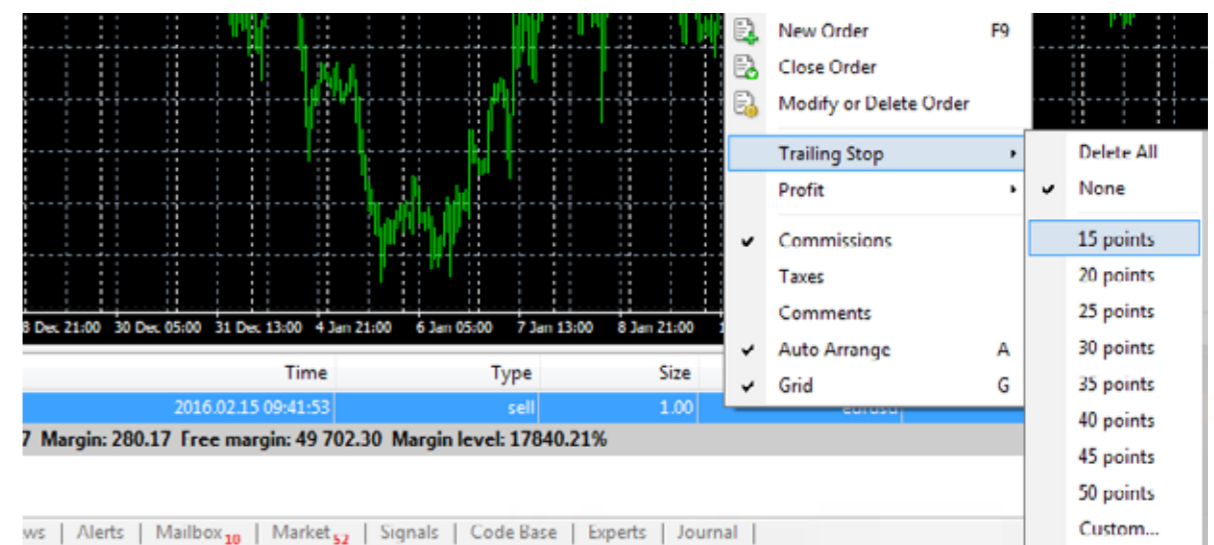 New Order F9
Close Order
Modify or Delete Order
Trailing Stop
Profit
Commissions
Taxes
Comments
Auto Arrange A
Grid G
Delete All
None
15 points
20 points
25 points
30 points
35 points
40 points
45 points
50 points
Custom...
8 Dec 21:00 30 Dec 05:00 31 Dec 13:00 4 Jan 21:00 6 Jan 05:00 7 Jan 13:00 8 Jan 21:00 1
Time Type Size
2016.02.15 09:41:53 sell 1.00 eurusd
7 Margin: 280.17 Free margin: 49 702.30 Margin level: 17840.21%
ws | Alerts | Mailbox 10 | Market 52 | Signals | Code Base | Experts | Journal |